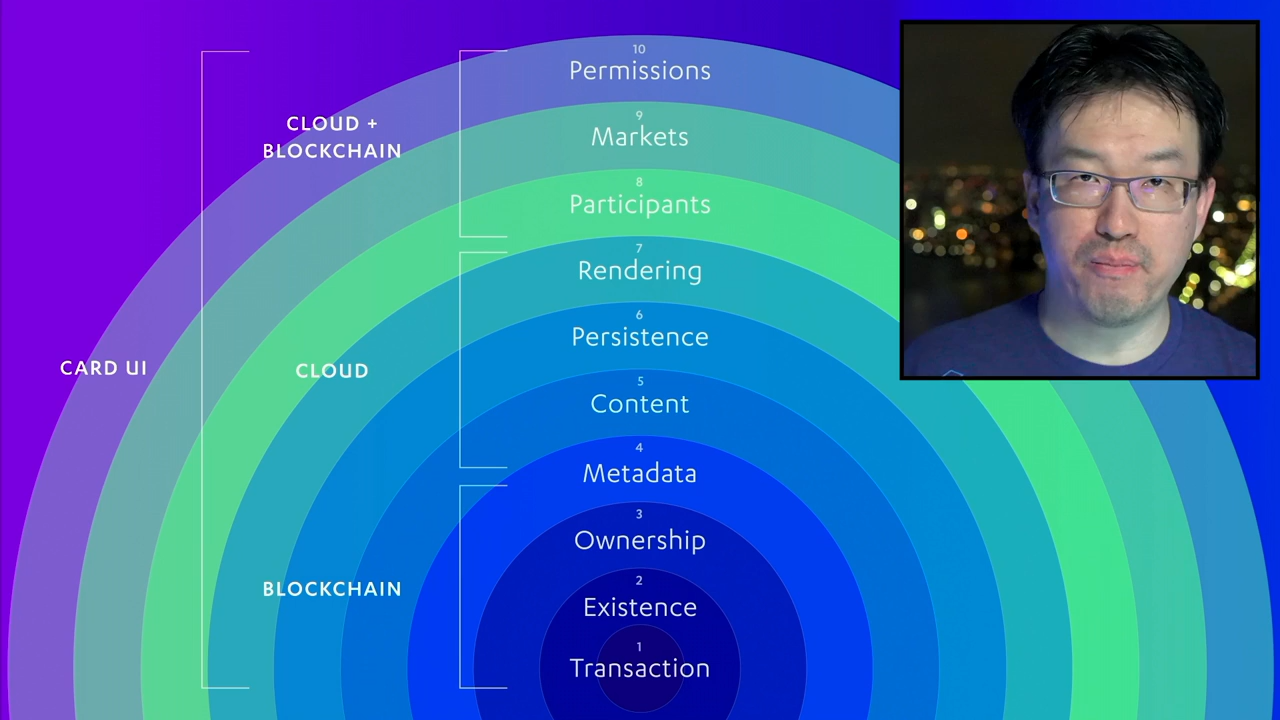 CARD UI
CLOUD +
BLOCKCHAIN
CLOUD
BLOCKCHAIN
10
Permissions
9
Markets
8
Participants
7
Rendering
6
Persistence
5
Content
4
Metadata
3
Ownership
2
Existence
1
Transaction